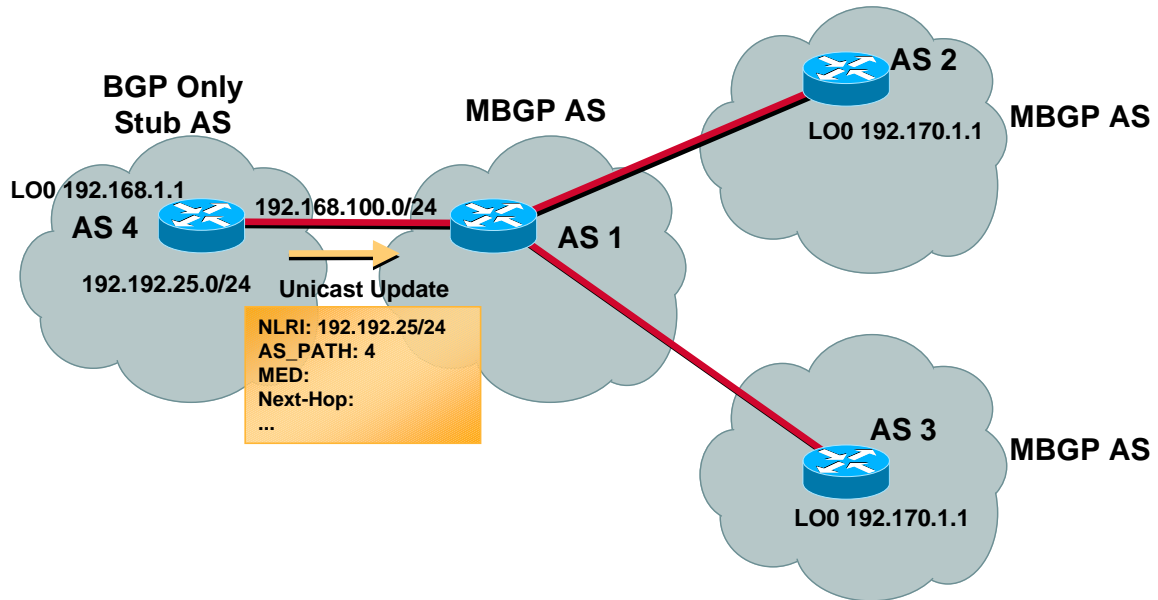 BGP Only
Stub AS
LO0 192.168.1.1
AS 4
192.192.25.0/24
192.168.100.0/24
Unicast Update
NLRI: 192.192.25/24
AS_PATH: 4
MED:
Next-Hop:
...
MBGP AS
AS 1
AS 2
LO0 192.170.1.1
MBGP AS
AS 3
LO0 192.170.1.1
MBGP AS